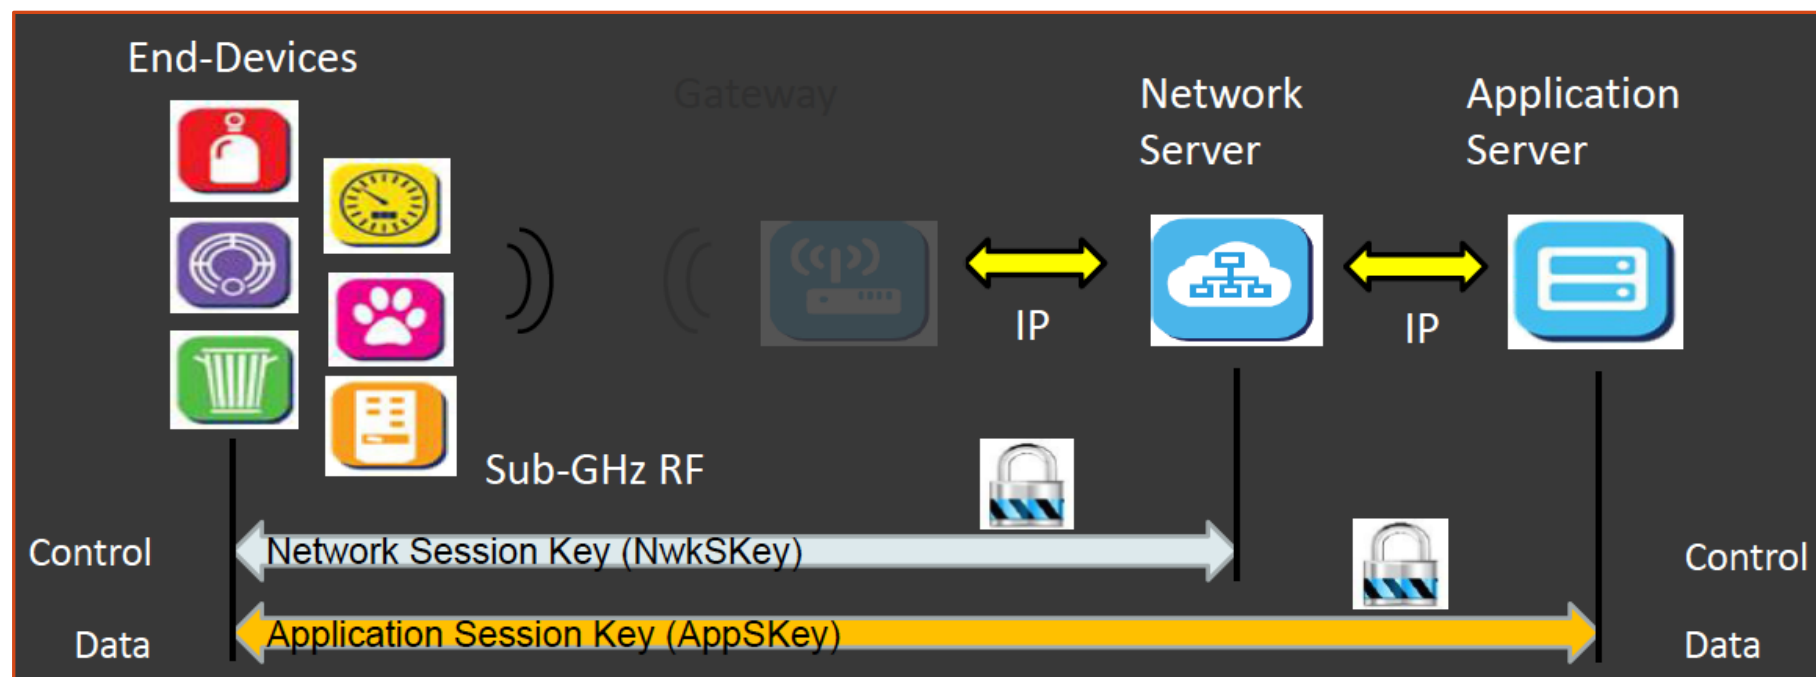 End-Devices
Gateway
Network
Server
Application
Server
IP
IP
Sub-GHz RF
Control
Network Session Key (NwkSKey)
Control
Data
Application Session Key (AppSKey)
Data